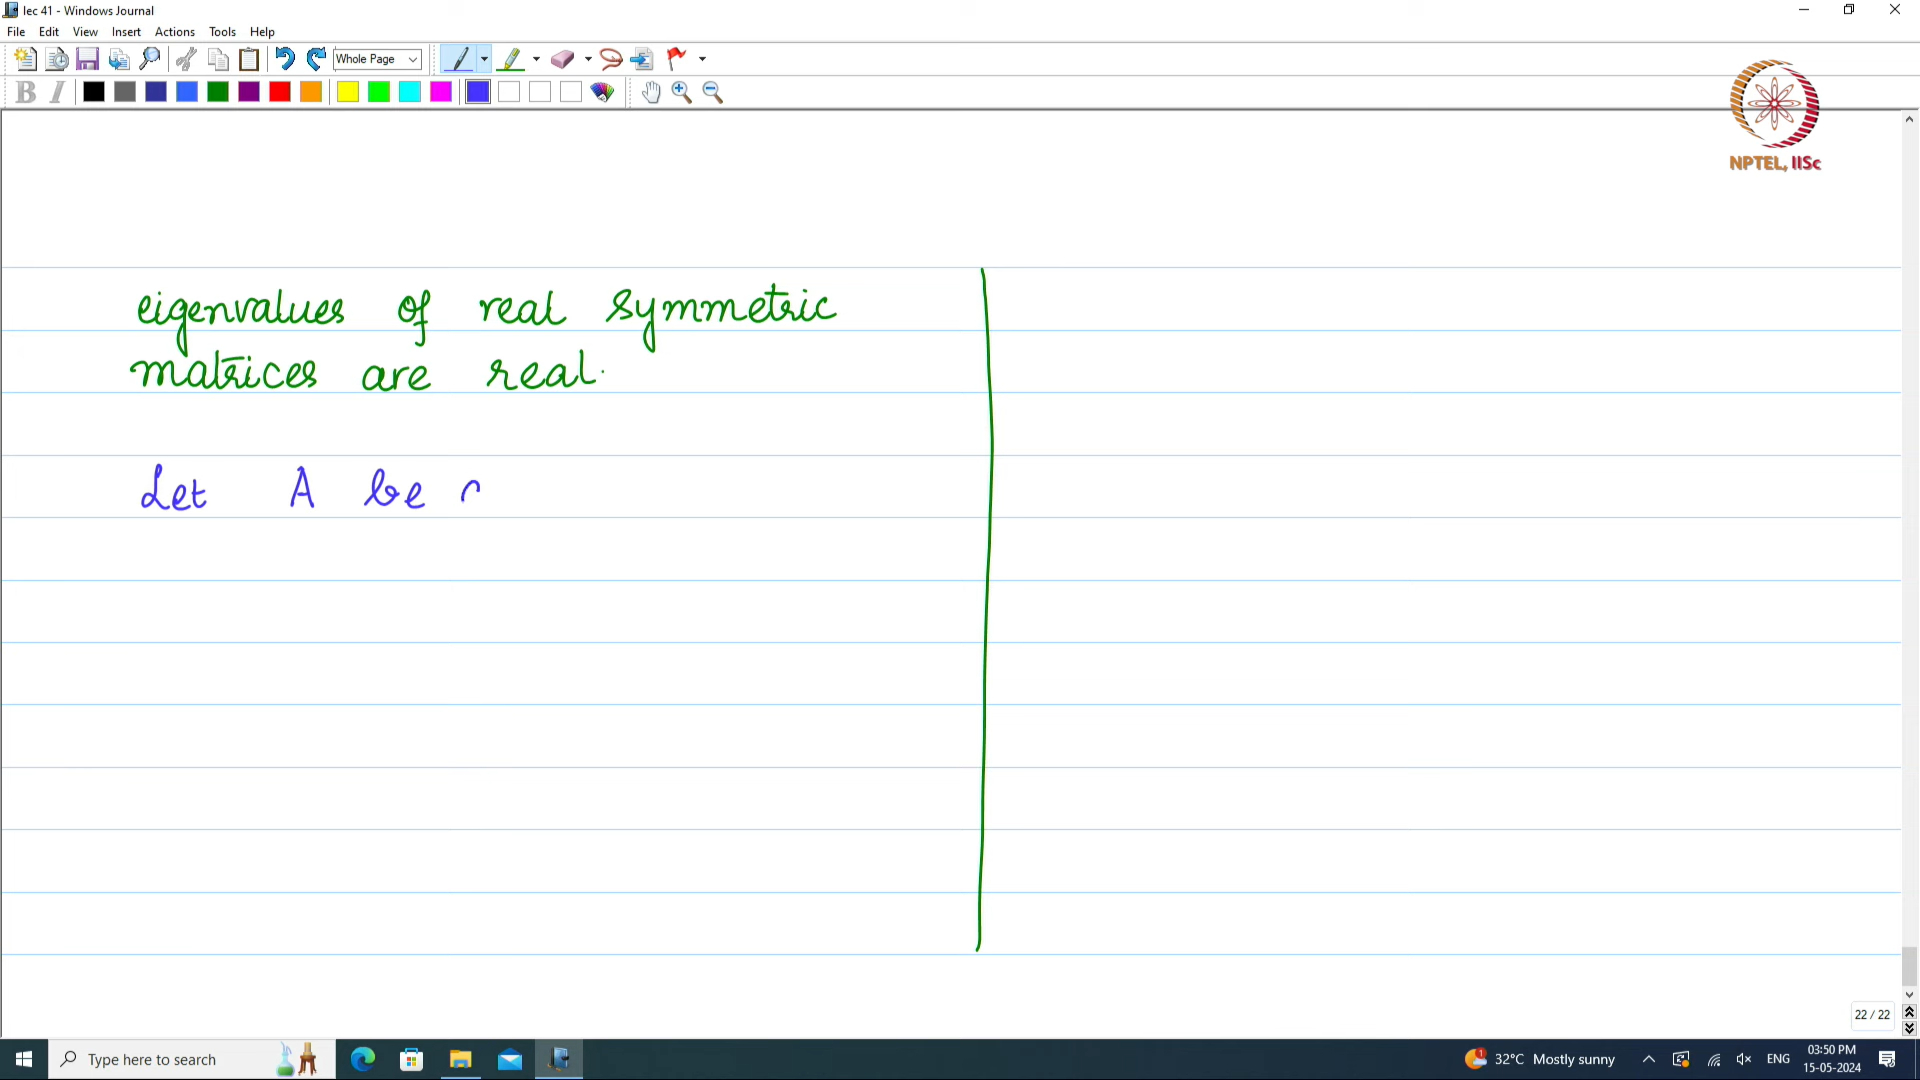 lec 41 - Windows Journal
File Edit View Insert Actions Tools Help
Whole Page
B I
NPTEL, IISc
eigenvalues of real symmetric
matrices are real.
Let A be
22 / 22
Type here to search
32°C Mostly sunny
ENG
03:50 PM
15-05-2024